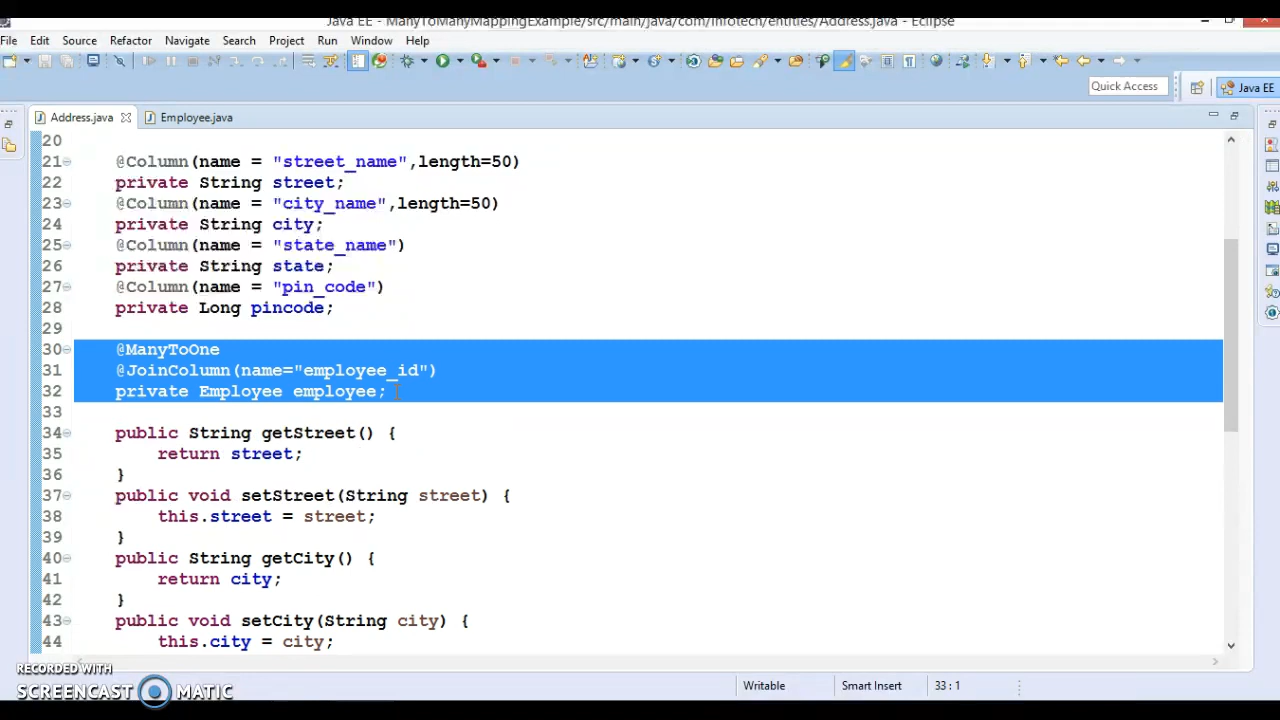 Java EE - ManyToManyMappingExample/src/main/java/com/infotech/entities/Address.java - Eclipse
File Edit Source Refactor Navigate Search Project Run Window Help
Quick Access Java EE
Address.java Employee.java
20
21 @Column(name = "street_name",length=50)
22 private String street;
23 @Column(name = "city_name",length=50)
24 private String city;
25 @Column(name = "state_name")
26 private String state;
27 @Column(name = "pin_code")
28 private Long pincode;
29
30 @ManyToOne
31 @JoinColumn(name="employee_id")
32 private Employee employee;
33
34 public String getStreet() {
35 return street;
36 }
37 public void setStreet(String street) {
38 this.street = street;
39 }
40 public String getCity() {
41 return city;
42 }
43 public void setCity(String city) {
44 this.city = city;
RECORDED WITH
SCREENCAST MATIC
Writable Smart Insert 33 : 1